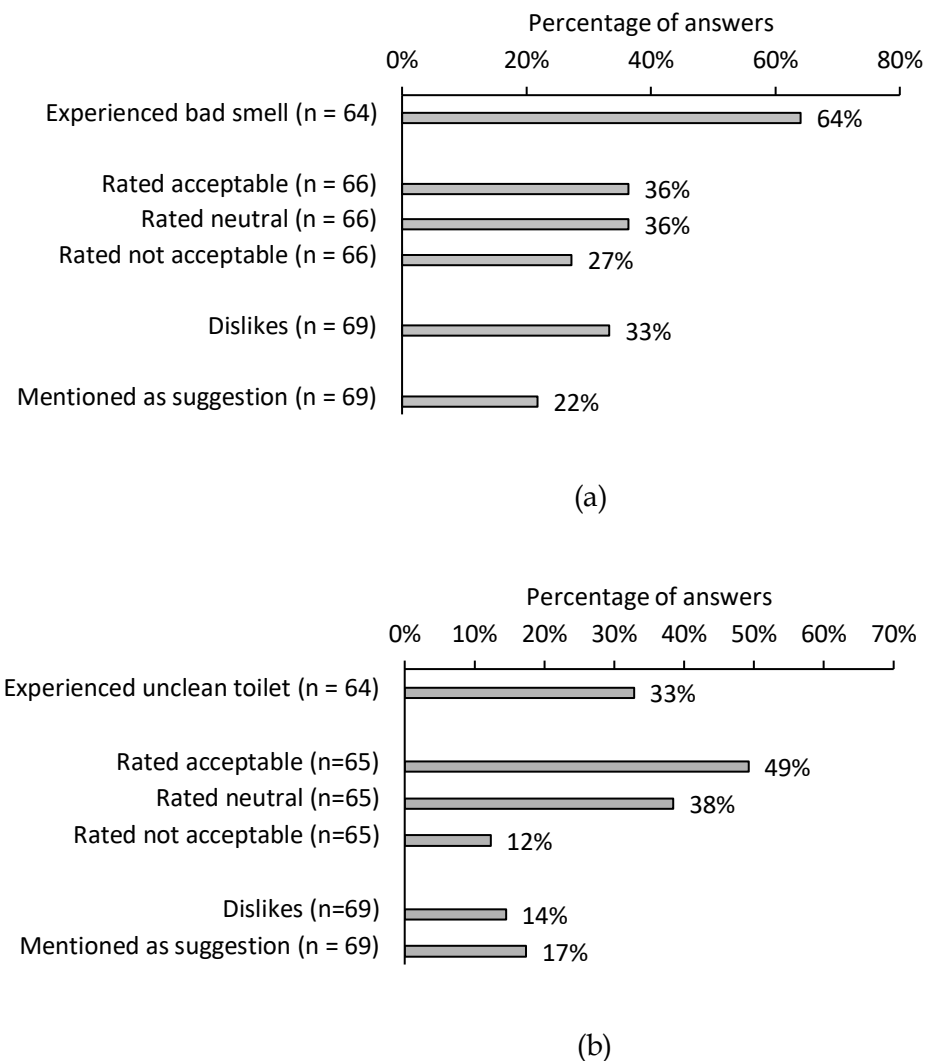 Percentage of answers
0% 20% 40% 60% 80%
Experienced bad smell (n = 64) 64%
Rated acceptable (n = 66) 36%
Rated neutral (n = 66) 36%
Rated not acceptable (n = 66) 27%
Dislikes (n = 69) 33%
Mentioned as suggestion (n = 69) 22%
(a)
Percentage of answers
0% 10% 20% 30% 40% 50% 60% 70%
Experienced unclean toilet (n = 64) 33%
Rated acceptable (n=65) 49%
Rated neutral (n=65) 38%
Rated not acceptable (n=65) 12%
Dislikes (n=69) 14%
Mentioned as suggestion (n = 69) 17%
(b)